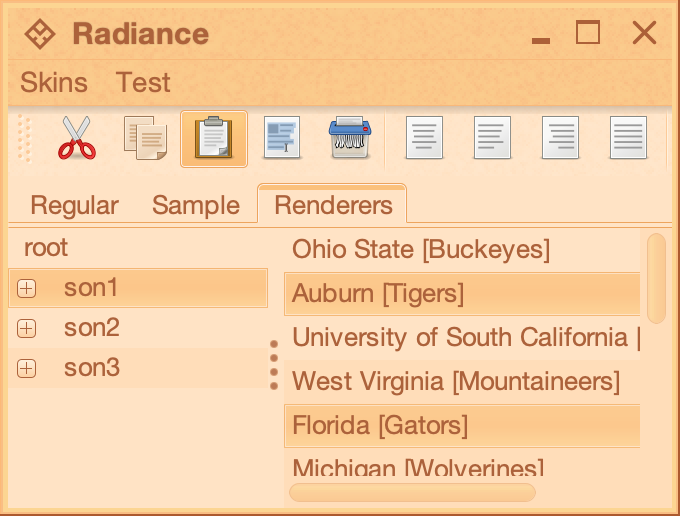 Radiance
Skins Test
Regular Sample Renderers
root
son1
son2
son3
Ohio State [Buckeyes]
Auburn [Tigers]
University of South California [
West Virginia [Mountaineers]
Florida [Gators]
Michigan [Wolverines]